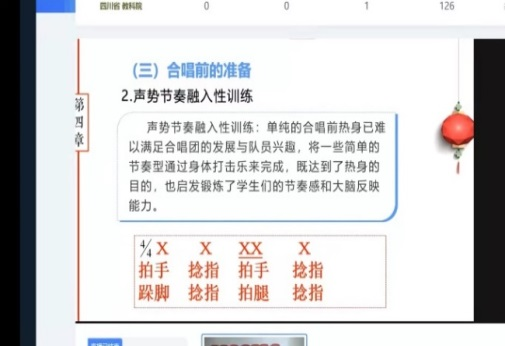 四川省 教科院 0 0 1 126
第四章
（三）合唱前的准备
2.声势节奏融入性训练
声势节奏融入性训练：单纯的合唱前热身已难
以满足合唱团的发展与队员兴趣，将一些简单的
节奏型通过身体打击乐来完成，既达到了热身的
目的，也启发锻炼了学生们的节奏感和大脑反映
能力。
4/4 X X XX X
拍手 捻指 拍手 捻指
跺脚 捻指 拍腿 捻指